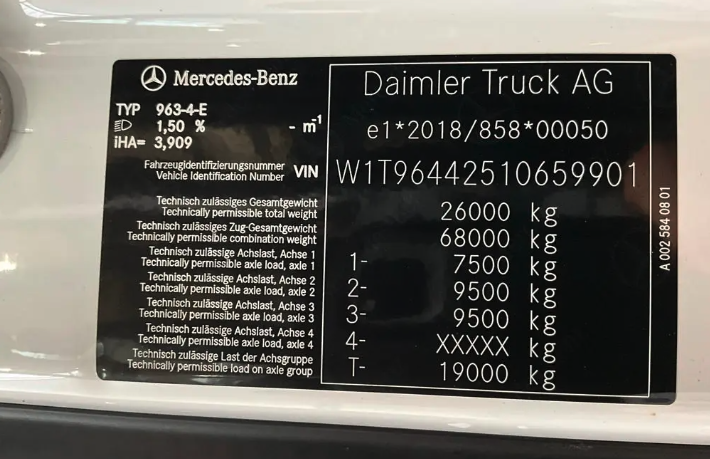 Mercedes-Benz
TYP 963-4-E
1,50 % - m-1
iHA= 3,909
Fahrzeugidentifizierungsnummer
Vehicle Identification Number VIN
Technisch zulässiges Gesamtgewicht
Technically permissible total weight
Technisch zulässiges Zug-Gesamtgewicht
Technically permissible combination weight
Technisch zulässige Achslast, Achse 1
Technically permissible axle load, axle 1
Technisch zulässige Achslast, Achse 2
Technically permissible axle load, axle 2
Technisch zulässige Achslast, Achse 3
Technically permissible axle load, axle 3
Technisch zulässige Achslast, Achse 4
Technically permissible axle load, axle 4
Technisch zulässige Last der Achsgruppe
Technically permissible load on axle group
Daimler Truck AG
e1*2018/858*00050
W1T96442510659901
26000 kg
68000 kg
1- 7500 kg
2- 9500 kg
3- 9500 kg
4- XXXXX kg
T- 19000 kg
A 002 584 08 01